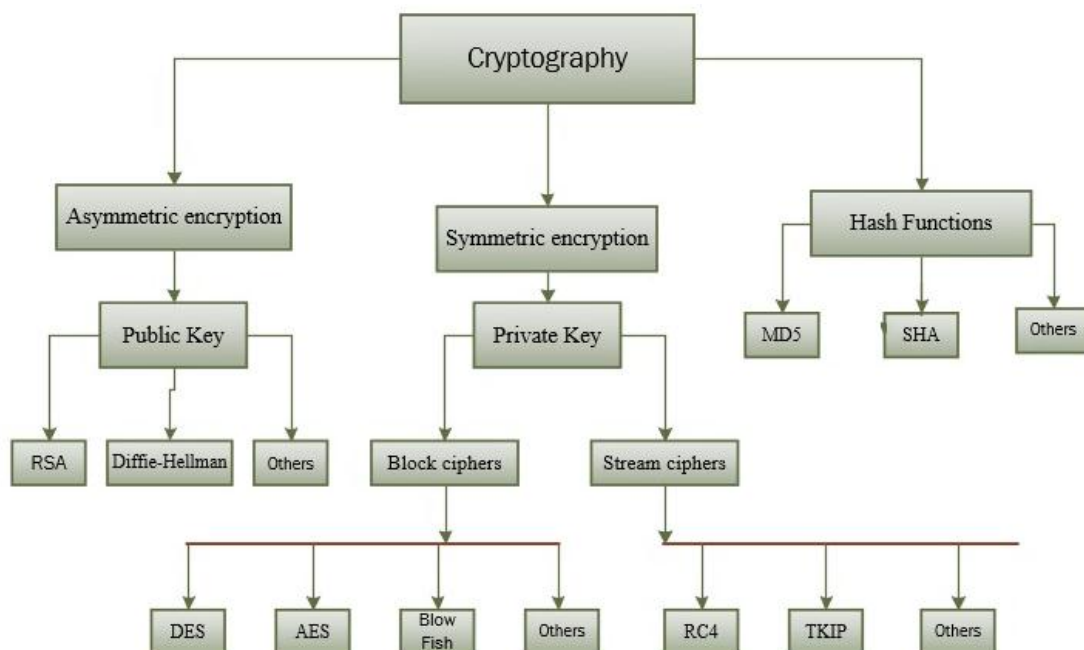 Cryptography
Asymmetric encryption
Symmetric encryption
Hash Functions
Public Key
Private Key
MD5
SHA
Others
RSA
Diffie-Hellman
Others
Block ciphers
Stream ciphers
DES
AES
Blow
Fish
Others
RC4
TKIP
Others